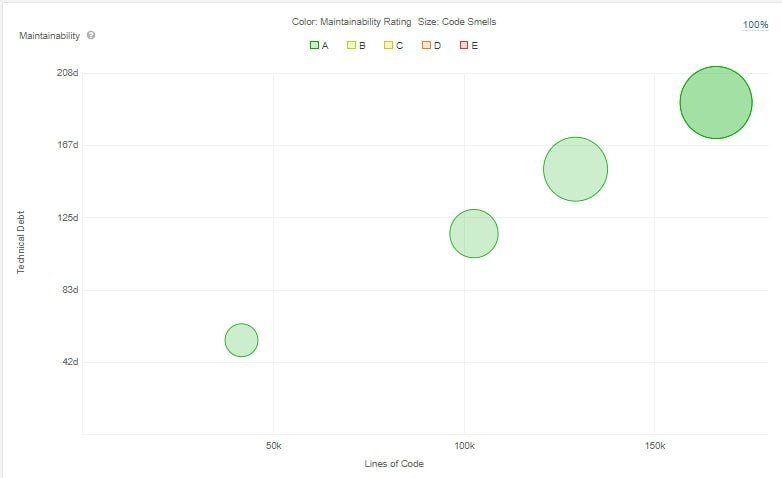 Color: Maintainability Rating Size: Code Smells
100%
Maintainability ?
A B C D E
208d
167d
125d
83d
42d
Technical Debt
50k 100k 150k
Lines of Code